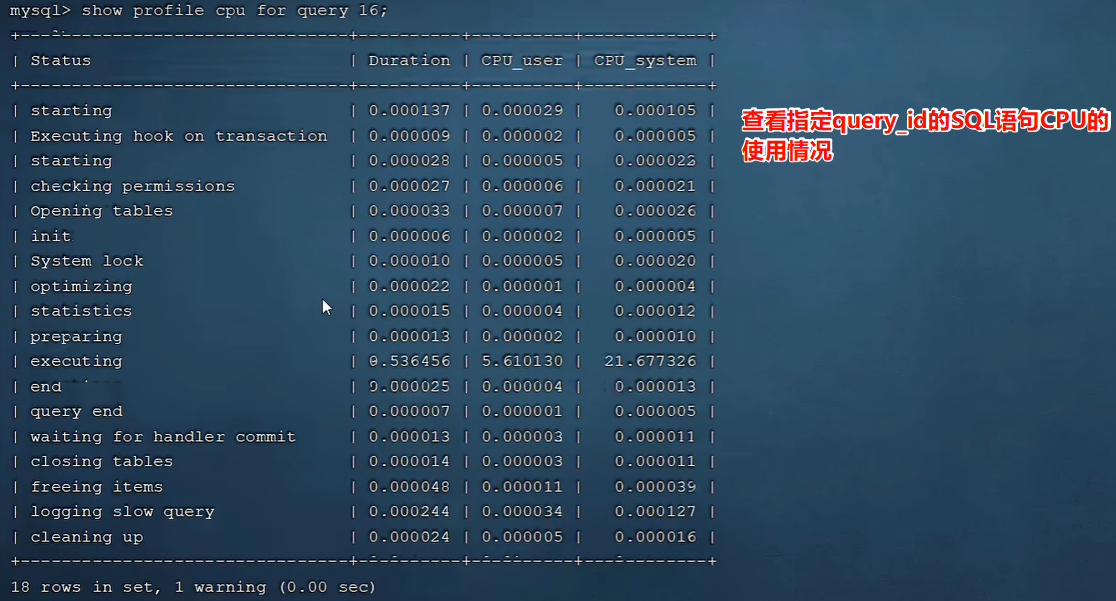 mysql> show profile cpu for query 16;
+--------------------------------+----------+----------+------------+
| Status                         | Duration | CPU_user | CPU_system |
+--------------------------------+----------+----------+------------+
| starting                       | 0.000137 | 0.000029 |   0.000105 |
| Executing hook on transaction  | 0.000009 | 0.000002 |   0.000005 |
| starting                       | 0.000028 | 0.000005 |   0.000022 |
| checking permissions           | 0.000027 | 0.000006 |   0.000021 |
| Opening tables                 | 0.000033 | 0.000007 |   0.000026 |
| init                           | 0.000006 | 0.000002 |   0.000005 |
| System lock                    | 0.000010 | 0.000005 |   0.000020 |
| optimizing                     | 0.000022 | 0.000001 |   0.000004 |
| statistics                     | 0.000015 | 0.000004 |   0.000012 |
| preparing                      | 0.000013 | 0.000002 |   0.000010 |
| executing                      | 0.536456 | 5.610130 |  21.677326 |
| end                            | 0.000025 | 0.000004 |   0.000013 |
| query end                      | 0.000007 | 0.000001 |   0.000005 |
| waiting for handler commit     | 0.000013 | 0.000003 |   0.000011 |
| closing tables                 | 0.000014 | 0.000003 |   0.000011 |
| freeing items                  | 0.000048 | 0.000011 |   0.000039 |
| logging slow query             | 0.000244 | 0.000034 |   0.000127 |
| cleaning up                    | 0.000024 | 0.000005 |   0.000016 |
+--------------------------------+----------+----------+------------+
18 rows in set, 1 warning (0.00 sec)
查看指定query_id的SQL语句CPU的
使用情况